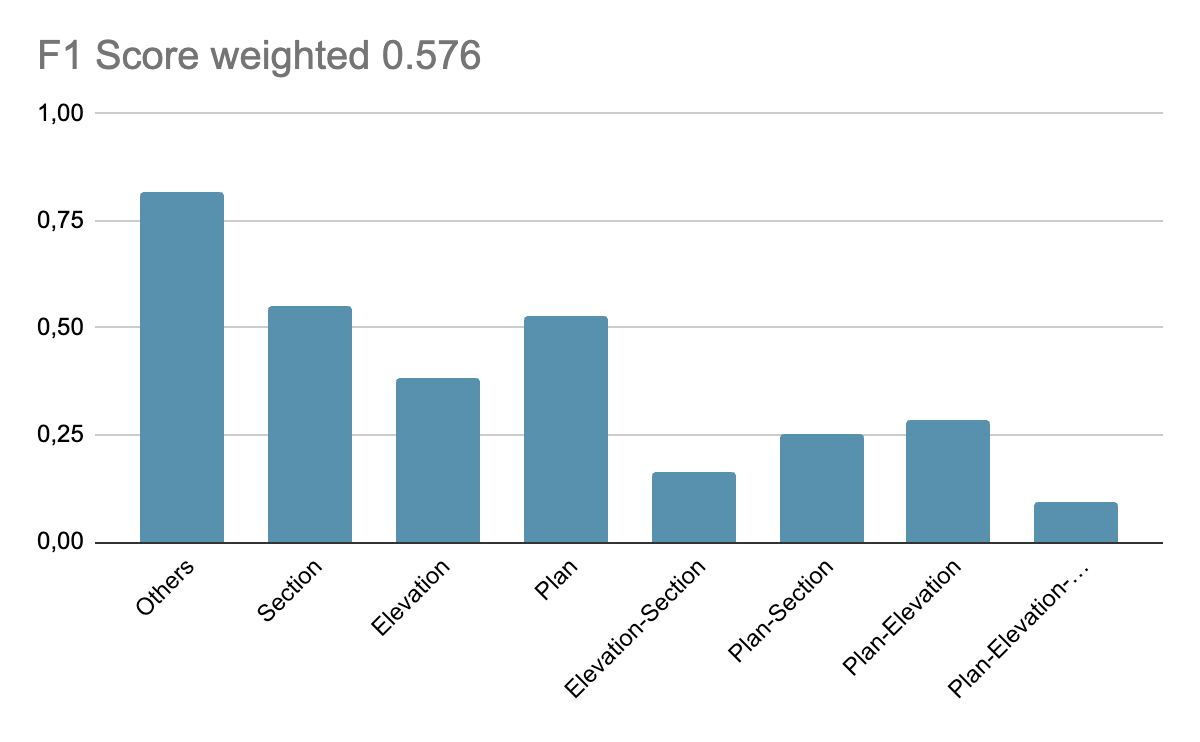 F1 Score weighted 0.576
1,00
0,75
0,50
0,25
0,00
Others
Section
Elevation
Plan
Elevation-Section
Plan-Section
Plan-Elevation
Plan-Elevation-...